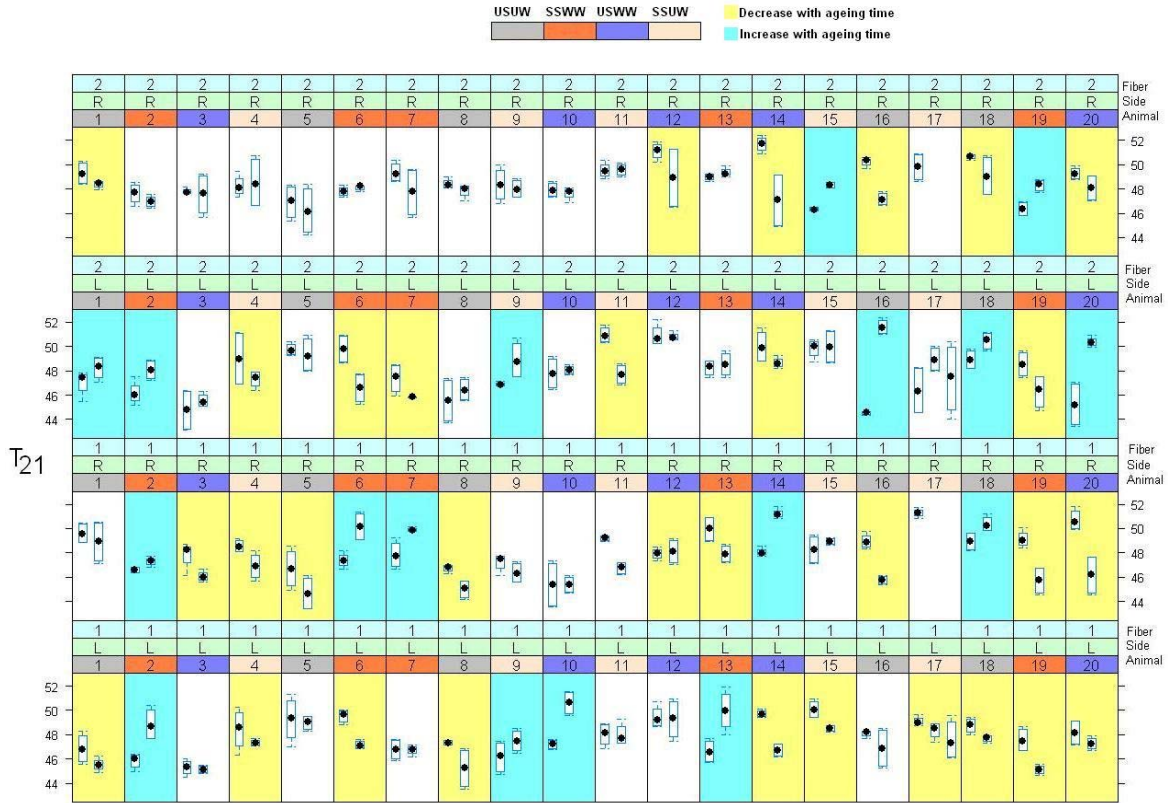 USUW SSWW USWW SSUW
Decrease with ageing time
Increase with ageing time
2 2 2 2 2 2 2 2 2 2 2 2 2 2 2 2 2 2 2 2 Fiber
R R R R R R R R R R R R R R R R R R R R Side
1 2 3 4 5 6 7 8 9 10 11 12 13 14 15 16 17 18 19 20 Animal
52
50
48
46
44
2 2 2 2 2 2 2 2 2 2 2 2 2 2 2 2 2 2 2 2 Fiber
L L L L L L L L L L L L L L L L L L L L Side
1 2 3 4 5 6 7 8 9 10 11 12 13 14 15 16 17 18 19 20 Animal
52
50
48
46
44
T21
1 1 1 1 1 1 1 1 1 1 1 1 1 1 1 1 1 1 1 1 Fiber
R R R R R R R R R R R R R R R R R R R R Side
1 2 3 4 5 6 7 8 9 10 11 12 13 14 15 16 17 18 19 20 Animal
52
50
48
46
44
1 1 1 1 1 1 1 1 1 1 1 1 1 1 1 1 1 1 1 1 Fiber
L L L L L L L L L L L L L L L L L L L L Side
1 2 3 4 5 6 7 8 9 10 11 12 13 14 15 16 17 18 19 20 Animal
52
50
48
46
44